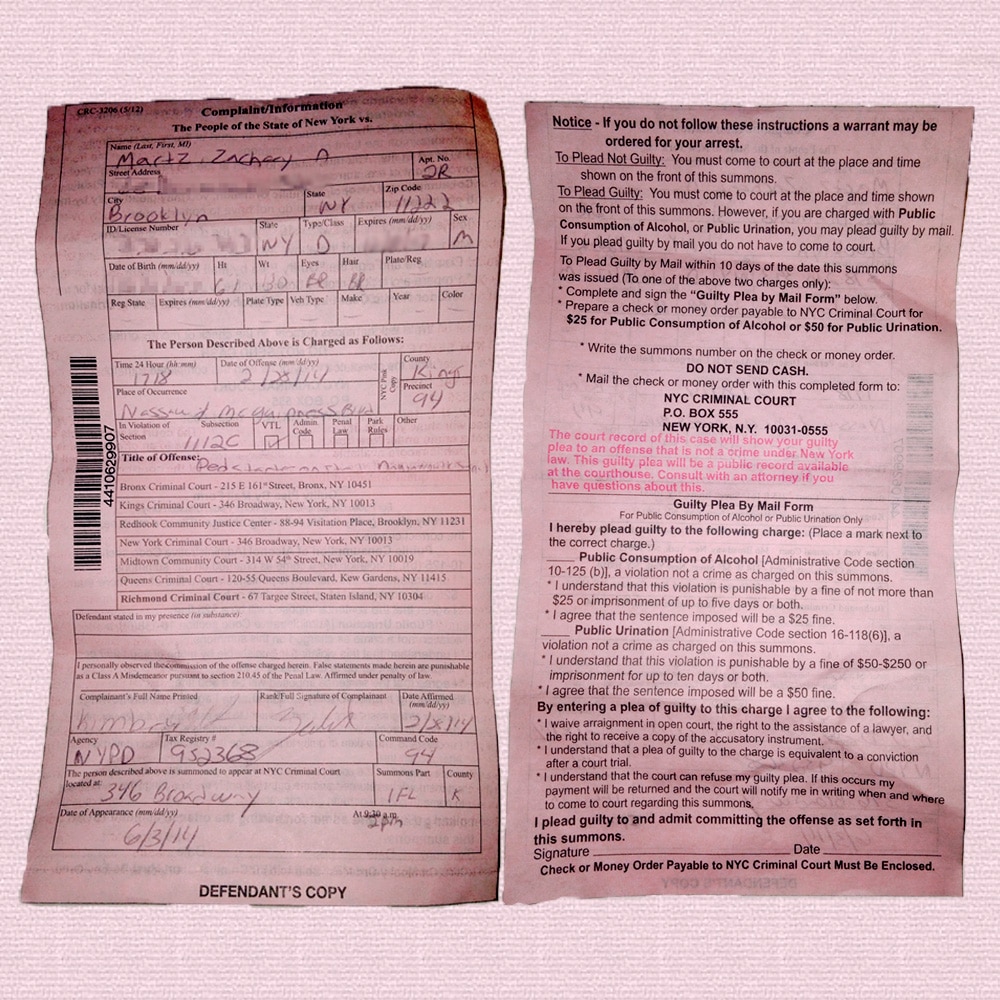 CRC-3206 (5/12)
Complaint/Information
The People of the State of New York vs.
Name (Last, First, MI)
Martz, Zachary A
Street Address
Apt. No.
2R
City
Brooklyn
State
NY
Zip Code
11222
ID/License Number
State
NY
Type/Class
D
Expires (mm/dd/yy)
Sex
M
Date of Birth (mm/dd/yy)
Ht
Wt
Eyes
BR
Hair
BR
Plate/Reg
Reg State
Expires (mm/dd/yy)
Plate Type
Veh Type
Make
Year
Color
The Person Described Above is Charged as Follows:
Time 24 Hour (hh:mm)
1718
Date of Offense (mm/dd/yy)
2/28/14
NYC Pink Copy
County
Kings
Place of Occurrence
Precinct
94
In Violation of
Section
Subsection
1112C
VTL
Admin.
Code
Penal
Law
Park
Rules
Other
Title of Offense:
Bronx Criminal Court - 215 E 161st Street, Bronx, NY 10451
Kings Criminal Court - 346 Broadway, New York, NY 10013
Redhook Community Justice Center - 88-94 Visitation Place, Brooklyn, NY 11231
New York Criminal Court - 346 Broadway, New York, NY 10013
Midtown Community Court - 314 W 54th Street, New York, NY 10019
Queens Criminal Court - 120-55 Queens Boulevard, Kew Gardens, NY 11415
Richmond Criminal Court - 67 Targee Street, Staten Island, NY 10304
4410629907
Defendant stated in my presence (in substance):
I personally observed the commission of the offense charged herein. False statements made herein are punishable
as a Class A Misdemeanor pursuant to section 210.45 of the Penal Law. Affirmed under penalty of law.
Complainant's Full Name Printed
Rank/Full Signature of Complainant
Date Affirmed
(mm/dd/yy)
2/28/14
Agency
NYPD
Tax Registry #
952368
Command Code
94
The person described above is summoned to appear at NYC Criminal Court
located at:
346 Broadway
Summons Part
1FL
County
K
Date of Appearance (mm/dd/yy)
6/3/14
At 9:30 a.m.
2pm
DEFENDANT'S COPY
Notice - If you do not follow these instructions a warrant may be
ordered for your arrest.
To Plead Not Guilty: You must come to court at the place and time
shown on the front of this summons.
To Plead Guilty: You must come to court at the place and time shown
on the front of this summons. However, if you are charged with Public
Consumption of Alcohol, or Public Urination, you may plead guilty by mail.
If you plead guilty by mail you do not have to come to court.
To Plead Guilty by Mail within 10 days of the date this summons
was issued (To one of the above two charges only):
* Complete and sign the "Guilty Plea by Mail Form" below.
* Prepare a check or money order payable to NYC Criminal Court for
$25 for Public Consumption of Alcohol or $50 for Public Urination.
* Write the summons number on the check or money order.
DO NOT SEND CASH.
* Mail the check or money order with this completed form to:
NYC CRIMINAL COURT
P.O. BOX 555
NEW YORK, N.Y. 10031-0555
The court record of this case will show your guilty
plea to an offense that is not a crime under New York
law. This guilty plea will be a public record available
at the courthouse. Consult with an attorney if you
have questions about this.
Guilty Plea By Mail Form
For Public Consumption of Alcohol or Public Urination Only
I hereby plead guilty to the following charge: (Place a mark next to
the correct charge.)
____ Public Consumption of Alcohol [Administrative Code section
10-125 (b)], a violation not a crime as charged on this summons.
* I understand that this violation is punishable by a fine of not more than
$25 or imprisonment of up to five days or both.
* I agree that the sentence imposed will be a $25 fine.
____ Public Urination [Administrative Code section 16-118(6)], a
violation not a crime as charged on this summons.
* I understand that this violation is punishable by a fine of $50-$250 or
imprisonment for up to ten days or both.
* I agree that the sentence imposed will be a $50 fine.
By entering a plea of guilty to this charge I agree to the following:
* I waive arraignment in open court, the right to the assistance of a lawyer, and
the right to receive a copy of the accusatory instrument.
* I understand that a plea of guilty to the charge is equivalent to a conviction
after a court trial.
* I understand that the court can refuse my guilty plea. If this occurs my
payment will be returned and the court will notify me in writing when and where
to come to court regarding this summons.
I plead guilty to and admit committing the offense as set forth in
this summons.
Signature ____ Date ____
Check or Money Order Payable to NYC Criminal Court Must Be Enclosed.